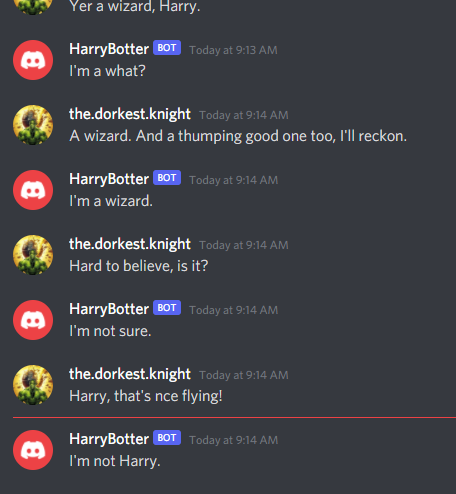 Yer a wizard, Harry.
HarryBotter BOT Today at 9:13 AM
I'm a what?
the.dorkest.knight Today at 9:14 AM
A wizard. And a thumping good one too, I'll reckon.
HarryBotter BOT Today at 9:14 AM
I'm a wizard.
the.dorkest.knight Today at 9:14 AM
Hard to believe, is it?
HarryBotter BOT Today at 9:14 AM
I'm not sure.
the.dorkest.knight Today at 9:14 AM
Harry, that's nce flying!
HarryBotter BOT Today at 9:14 AM
I'm not Harry.